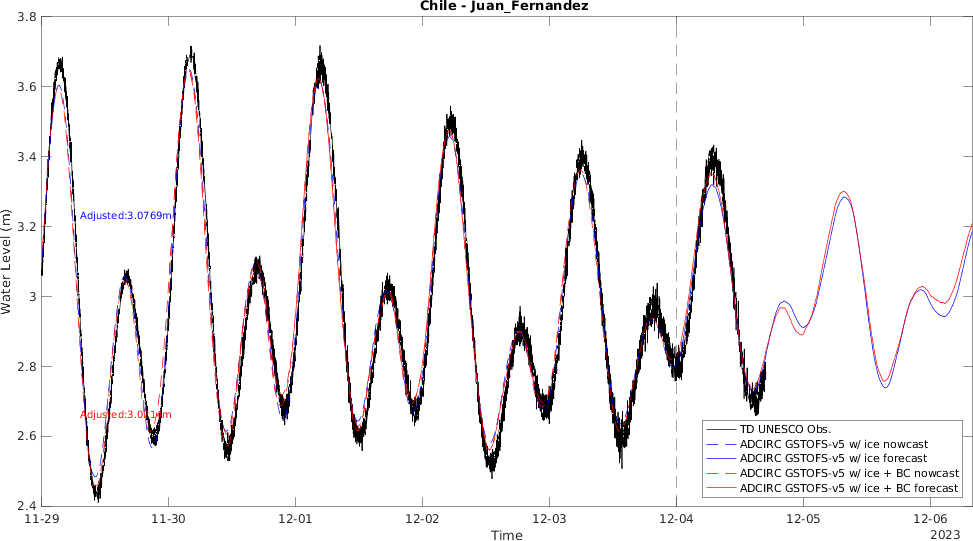 Chile - Juan_Fernandez
3.8
3.6
3.4
3.2
3
2.8
2.6
2.4
Water Level (m)
Adjusted:3.0769m
11-29
11-30
12-01
12-02
12-03
12-04
12-05
12-06
2023
Time
TD UNESCO Obs.
ADCIRC GSTOFS-v5 w/ ice nowcast
ADCIRC GSTOFS-v5 w/ ice forecast
ADCIRC GSTOFS-v5 w/ ice + BC nowcast
ADCIRC GSTOFS-v5 w/ ice + BC forecast